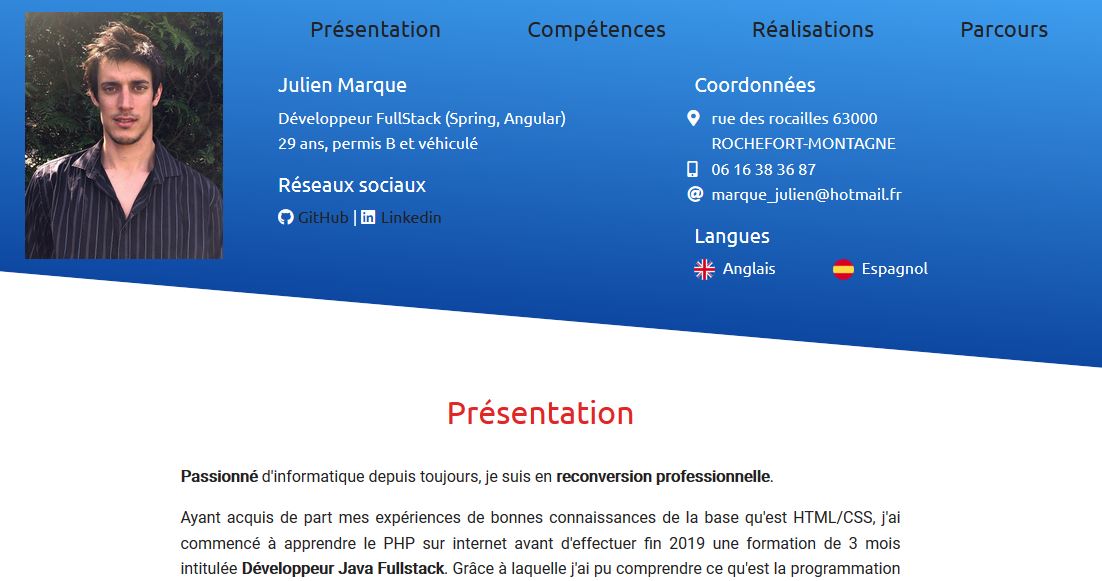 Présentation Compétences Réalisations Parcours
Julien Marque
Développeur FullStack (Spring, Angular)
29 ans, permis B et véhiculé
Réseaux sociaux
GitHub | Linkedin
Coordonnées
rue des rocailles 63000
ROCHEFORT-MONTAGNE
06 16 38 36 87
marque_julien@hotmail.fr
Langues
Anglais Espagnol
Présentation
Passionné d'informatique depuis toujours, je suis en reconversion professionnelle.
Ayant acquis de part mes expériences de bonnes connaissances de la base qu'est HTML/CSS, j'ai
commencé à apprendre le PHP sur internet avant d'effectuer fin 2019 une formation de 3 mois
intitulée Développeur Java Fullstack. Grâce à laquelle j'ai pu comprendre ce qu'est la programmation